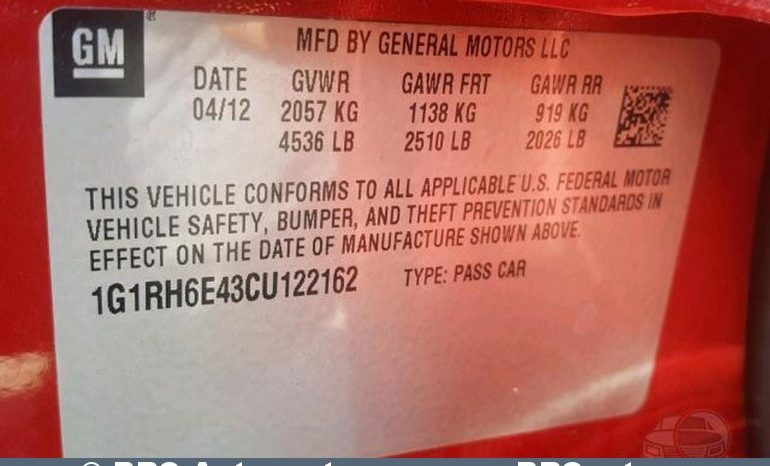 GM
MFD BY GENERAL MOTORS LLC
DATE GVWR GAWR FRT GAWR RR
04/12 2057 KG 1138 KG 919 KG
4536 LB 2510 LB 2026 LB
THIS VEHICLE CONFORMS TO ALL APPLICABLE U.S. FEDERAL MOTOR
VEHICLE SAFETY, BUMPER, AND THEFT PREVENTION STANDARDS IN
EFFECT ON THE DATE OF MANUFACTURE SHOWN ABOVE.
1G1RH6E43CU122162 TYPE: PASS CAR